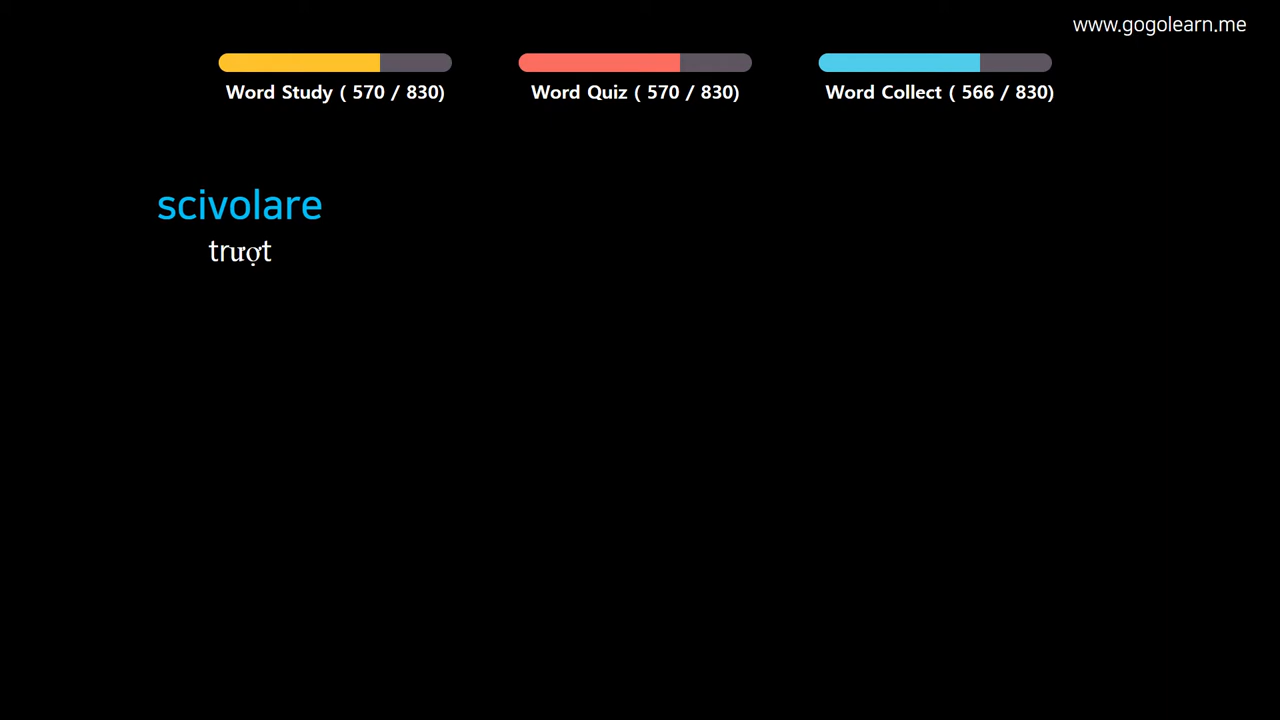 www.gogolearn.me
Word Study ( 570 / 830)
Word Quiz ( 570 / 830)
Word Collect ( 566 / 830)
scivolare
trượt